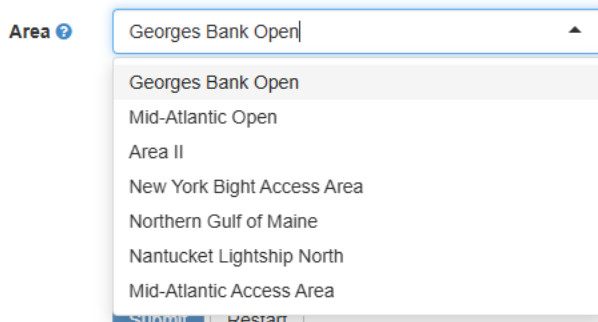 Area ?
Georges Bank Open
Georges Bank Open
Mid-Atlantic Open
Area II
New York Bight Access Area
Northern Gulf of Maine
Nantucket Lightship North
Mid-Atlantic Access Area
Submit Restart